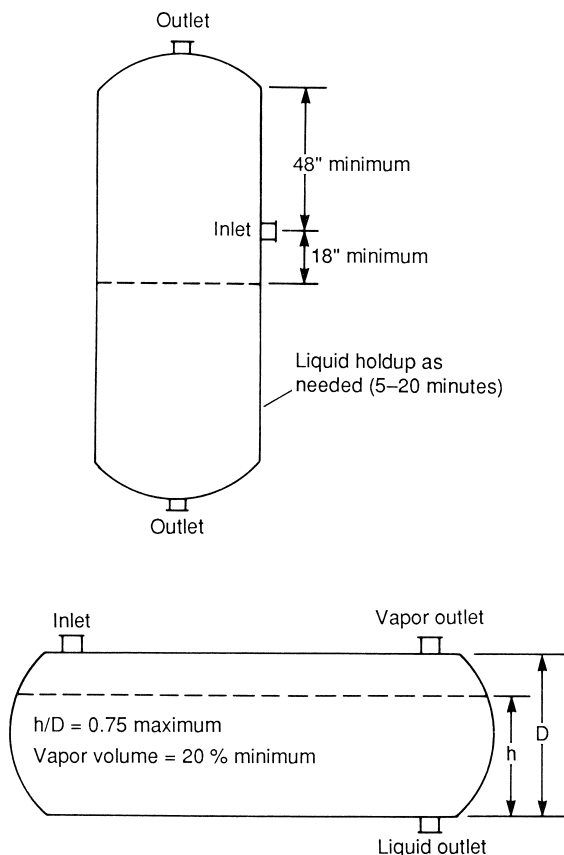 Outlet
48" minimum
Inlet
18" minimum
Liquid holdup as
needed (5–20 minutes)
Outlet
Inlet
Vapor outlet
h/D = 0.75 maximum
Vapor volume = 20 % minimum
h
D
Liquid outlet